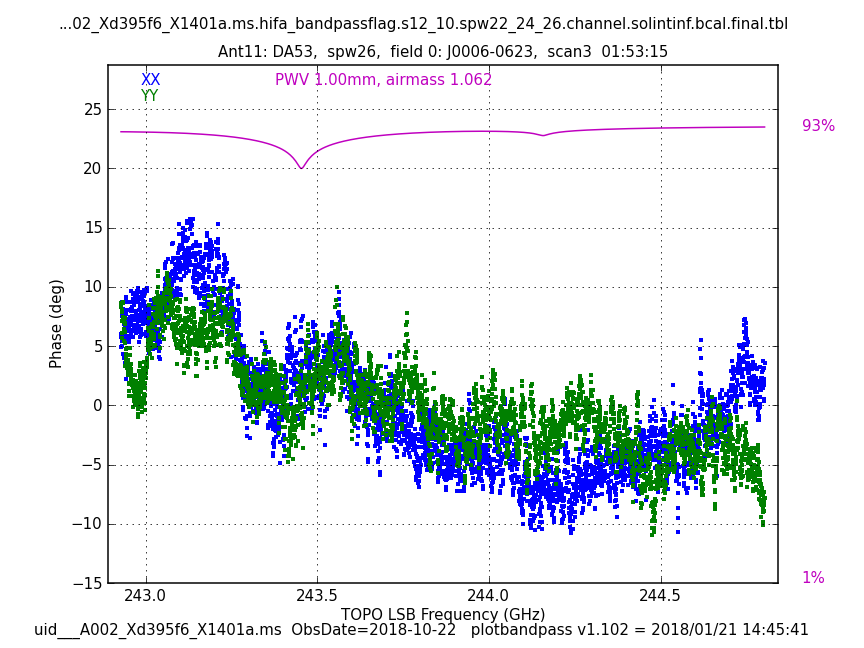 ...02_Xd395f6_X1401a.ms.hifa_bandpassflag.s12_10.spw22_24_26.channel.solintinf.bcal.final.tbl
Ant11: DA53, spw26, field 0: J0006-0623, scan3 01:53:15
XX
PWV 1.00mm, airmass 1.062
YY
93%
25
20
15
10
5
0
−5
−10
−15
Phase (deg)
1%
243.0 243.5 244.0 244.5
TOPO LSB Frequency (GHz)
uid___A002_Xd395f6_X1401a.ms ObsDate=2018-10-22 plotbandpass v1.102 = 2018/01/21 14:45:41